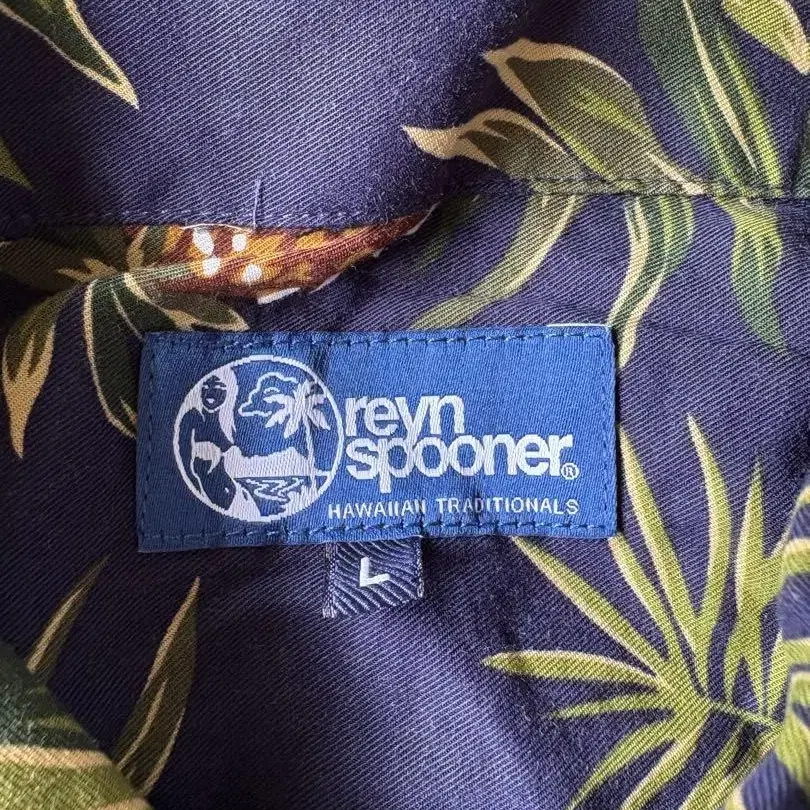 reyn
spooner®
HAWAIIAN TRADITIONALS
L